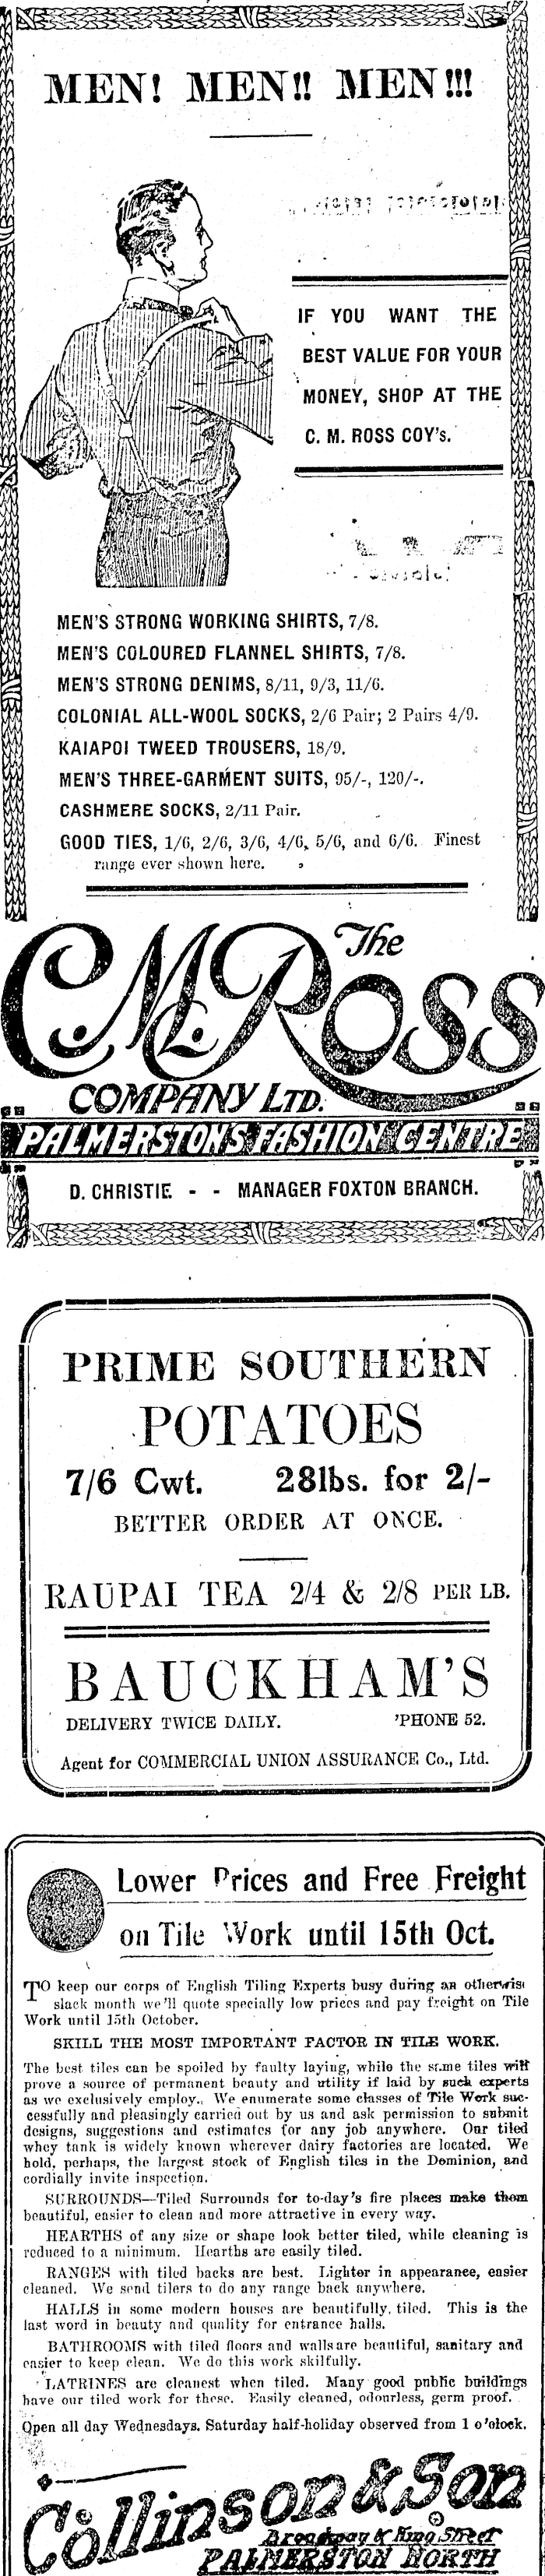 MEN! MEN!! MEN!!!
IF YOU WANT THE
BEST VALUE FOR YOUR
MONEY, SHOP AT THE
C. M. ROSS COY's.
MEN'S STRONG WORKING SHIRTS, 7/8.
MEN'S COLOURED FLANNEL SHIRTS, 7/8.
MEN'S STRONG DENIMS, 8/11, 9/3, 11/6.
COLONIAL ALL-WOOL SOCKS, 2/6 Pair; 2 Pairs 4/9.
KAIAPOI TWEED TROUSERS, 18/9.
MEN'S THREE-GARMENT SUITS, 95/-, 120/-.
CASHMERE SOCKS, 2/11 Pair.
GOOD TIES, 1/6, 2/6, 3/6, 4/6, 5/6, and 6/6. Finest
range ever shown here.
The
C.M. ROSS
COMPANY LTD.
PALMERSTON'S FASHION CENTRE
D. CHRISTIE - - MANAGER FOXTON BRANCH.
PRIME SOUTHERN
POTATOES
7/6 Cwt. 28lbs. for 2/-
BETTER ORDER AT ONCE.
RAUPAI TEA 2/4 & 2/8 PER LB.
BAUCKHAM'S
DELIVERY TWICE DAILY. 'PHONE 52.
Agent for COMMERCIAL UNION ASSURANCE Co., Ltd.
Lower Prices and Free Freight
on Tile Work until 15th Oct.
TO keep our corps of English Tiling Experts busy during an otherwise
slack month we'll quote specially low prices and pay freight on Tile
Work until 15th October.
SKILL THE MOST IMPORTANT FACTOR IN TILE WORK.
The best tiles can be spoiled by faulty laying, while the same tiles will
prove a source of permanent beauty and utility if laid by such experts
as we exclusively employ. We enumerate some classes of Tile Work suc-
cessfully and pleasingly carried out by us and ask permission to submit
designs, suggestions and estimates for any job anywhere. Our tiled
whey tank is widely known wherever dairy factories are located. We
hold, perhaps, the largest stock of English tiles in the Dominion, and
cordially invite inspection.
SURROUNDS—Tiled Surrounds for to-day's fire places make them
beautiful, easier to clean and more attractive in every way.
HEARTHS of any size or shape look better tiled, while cleaning is
reduced to a minimum. Hearths are easily tiled.
RANGES with tiled backs are best. Lighter in appearance, easier
cleaned. We send tilers to do any range back anywhere.
HALLS in some modern houses are beautifully, tiled. This is the
last word in beauty and quality for entrance halls.
BATHROOMS with tiled floors and walls are beautiful, sanitary and
easier to keep clean. We do this work skilfully.
LATRINES are cleanest when tiled. Many good public buildings
have our tiled work for these. Easily cleaned, odourless, germ proof.
Open all day Wednesdays. Saturday half-holiday observed from 1 o'clock.
Collinson & Son
Broadway & King Street
PALMERSTON NORTH